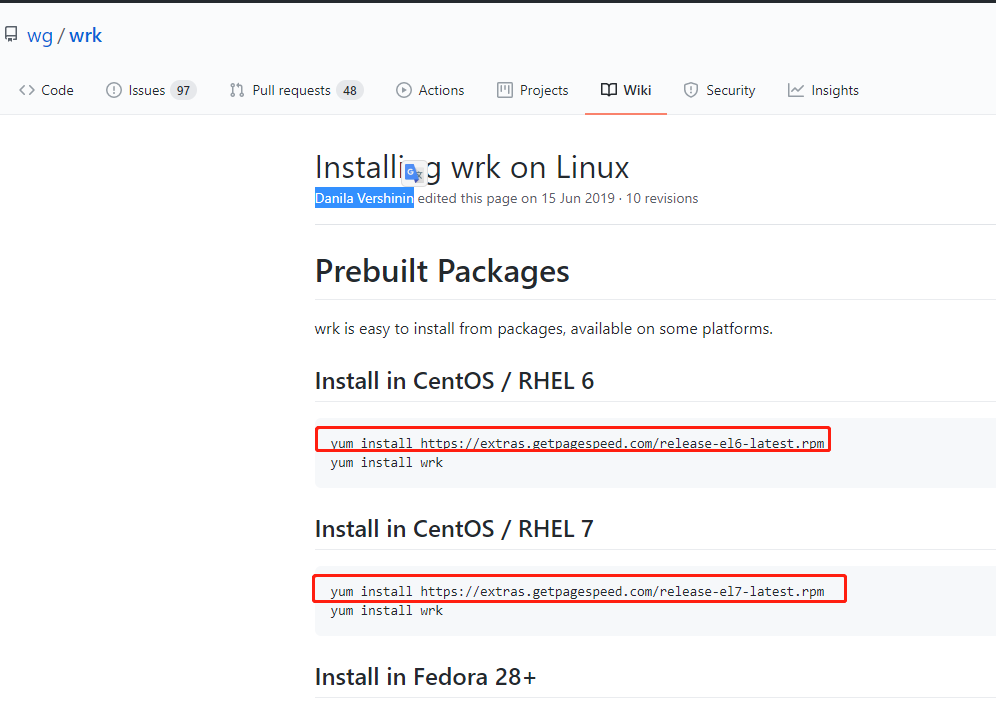 wg / wrk
Code Issues 97 Pull requests 48 Actions Projects Wiki Security Insights
Installing wrk on Linux
Danila Vershinin edited this page on 15 Jun 2019 · 10 revisions
Prebuilt Packages
wrk is easy to install from packages, available on some platforms.
Install in CentOS / RHEL 6
yum install https://extras.getpagespeed.com/release-el6-latest.rpm
yum install wrk
Install in CentOS / RHEL 7
yum install https://extras.getpagespeed.com/release-el7-latest.rpm
yum install wrk
Install in Fedora 28+